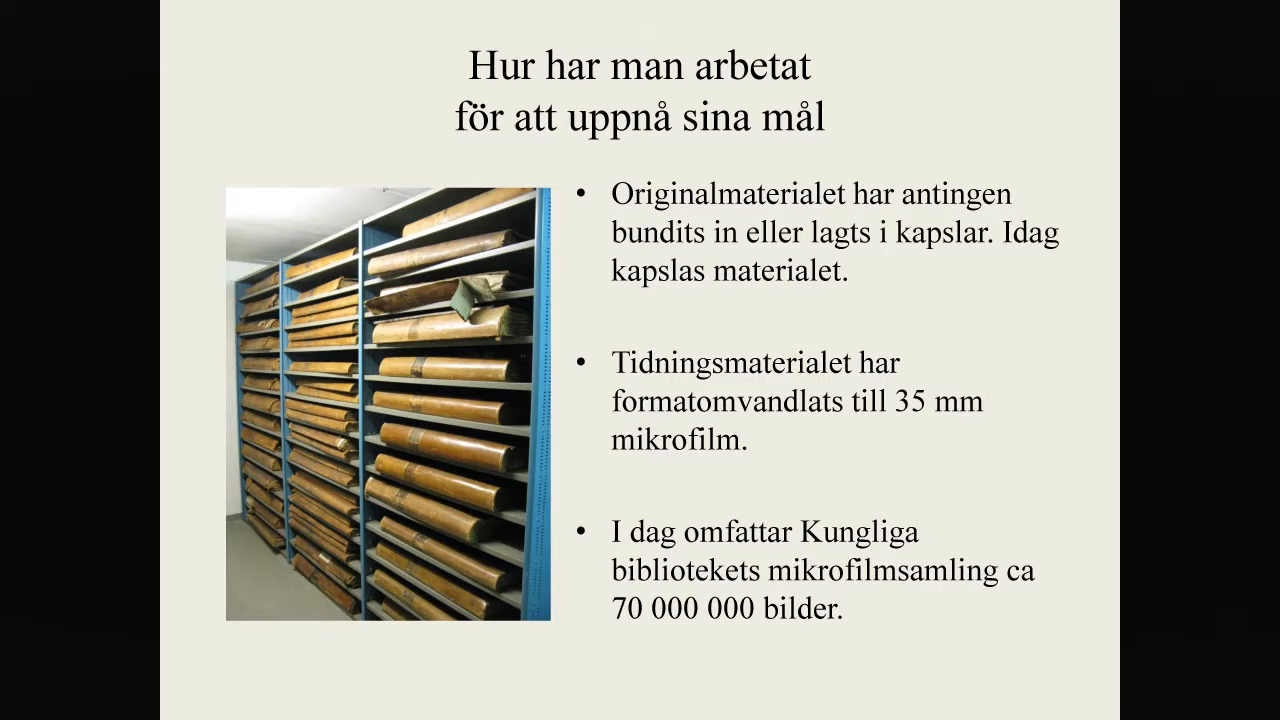 Hur har man arbetat
för att uppnå sina mål
• Originalmaterialet har antingen
bundits in eller lagts i kapslar. Idag
kapslas materialet.
• Tidningsmaterialet har
formatomvandlats till 35 mm
mikrofilm.
• I dag omfattar Kungliga
bibliotekets mikrofilmsamling ca
70 000 000 bilder.